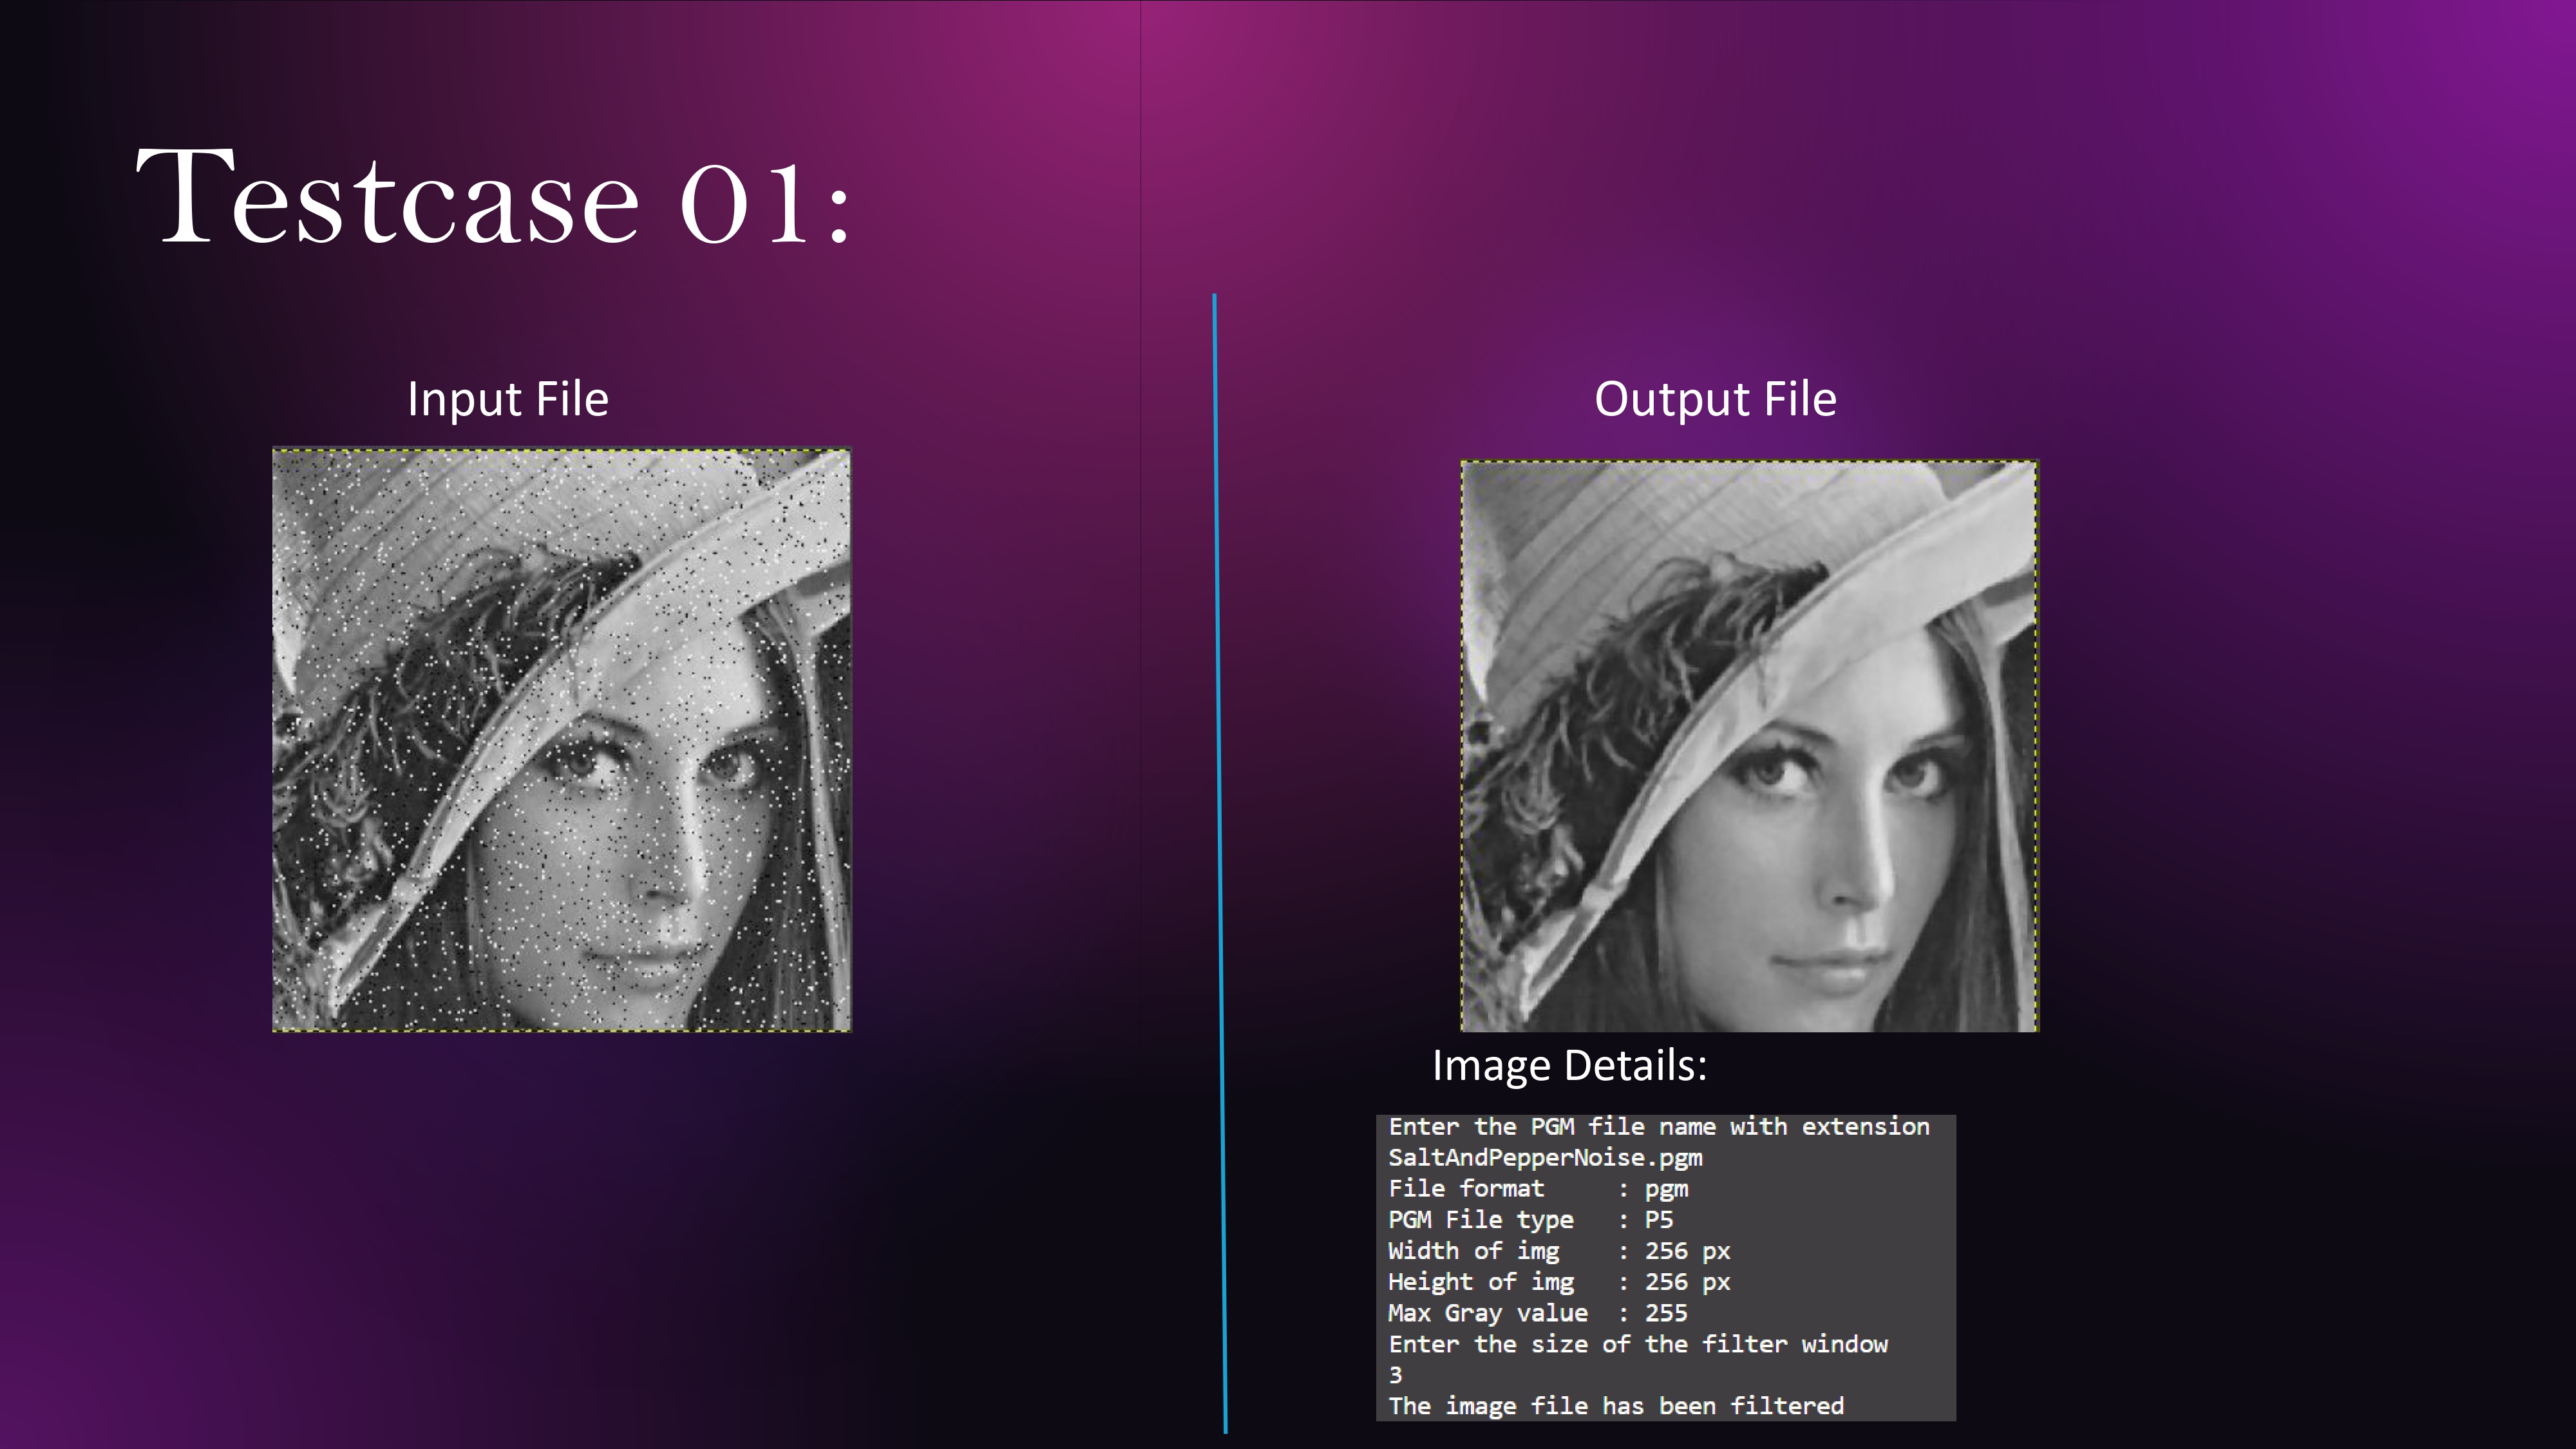 Testcase 01:
Input File
Output File
Image Details:
Enter the PGM file name with extension
SaltAndPepperNoise.pgm
File format     : pgm
PGM File type   : P5
Width of img    : 256 px
Height of img   : 256 px
Max Gray value  : 255
Enter the size of the filter window
3
The image file has been filtered